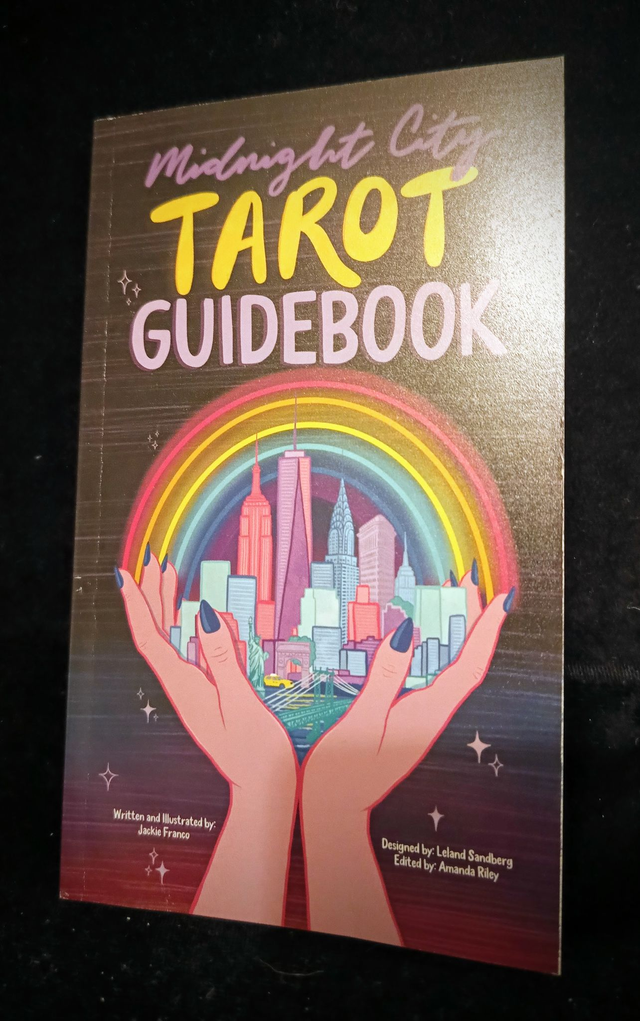 Midnight City
TAROT
GUIDEBOOK
Written and Illustrated by:
Jackie Franco
Designed by: Leland Sandberg
Edited by: Amanda Riley